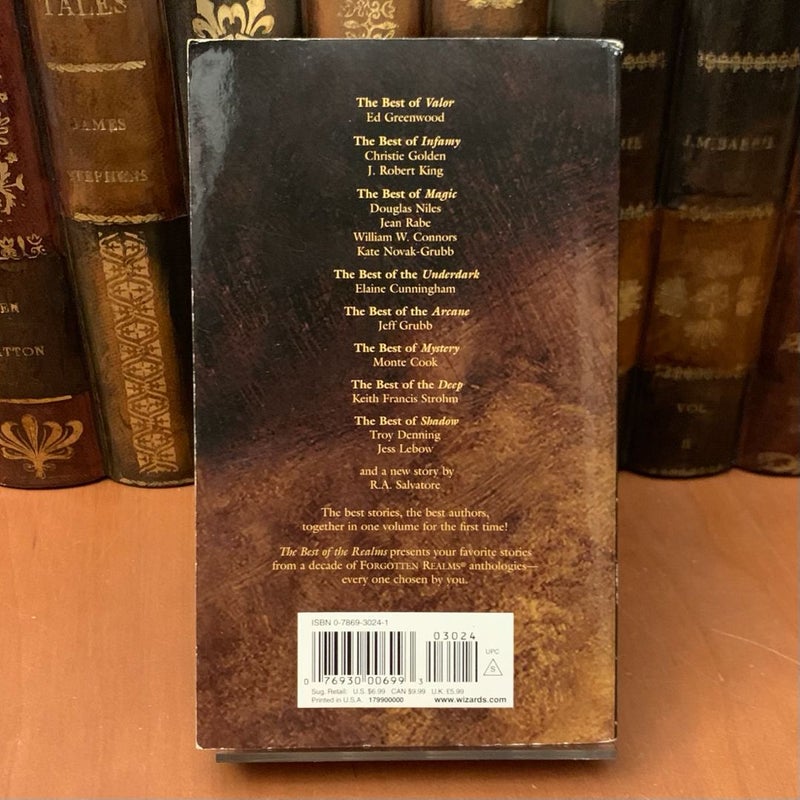 TALES
JAMES
STEPHENS
J.M. BARRIE
VOL
The Best of Valor
Ed Greenwood
The Best of Infamy
Christie Golden
J. Robert King
The Best of Magic
Douglas Niles
Jean Rabe
William W. Connors
Kate Novak-Grubb
The Best of the Underdark
Elaine Cunningham
The Best of the Arcane
Jeff Grubb
The Best of Mystery
Monte Cook
The Best of the Deep
Keith Francis Strohm
The Best of Shadow
Troy Denning
Jess Lebow
and a new story by
R.A. Salvatore
The best stories, the best authors,
together in one volume for the first time!
The Best of the Realms presents your favorite stories
from a decade of FORGOTTEN REALMS® anthologies—
every one chosen by you.
ISBN 0-7869-3024-1
03024
UPC
S
0 76930 00699 3
Sug. Retail: U.S. $6.99 CAN $9.99 U.K. £5.99
Printed in U.S.A. 179900000 www.wizards.com